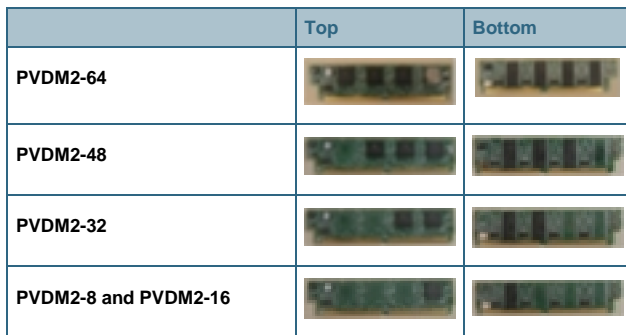 Top Bottom
PVDM2-64
PVDM2-48
PVDM2-32
PVDM2-8 and PVDM2-16